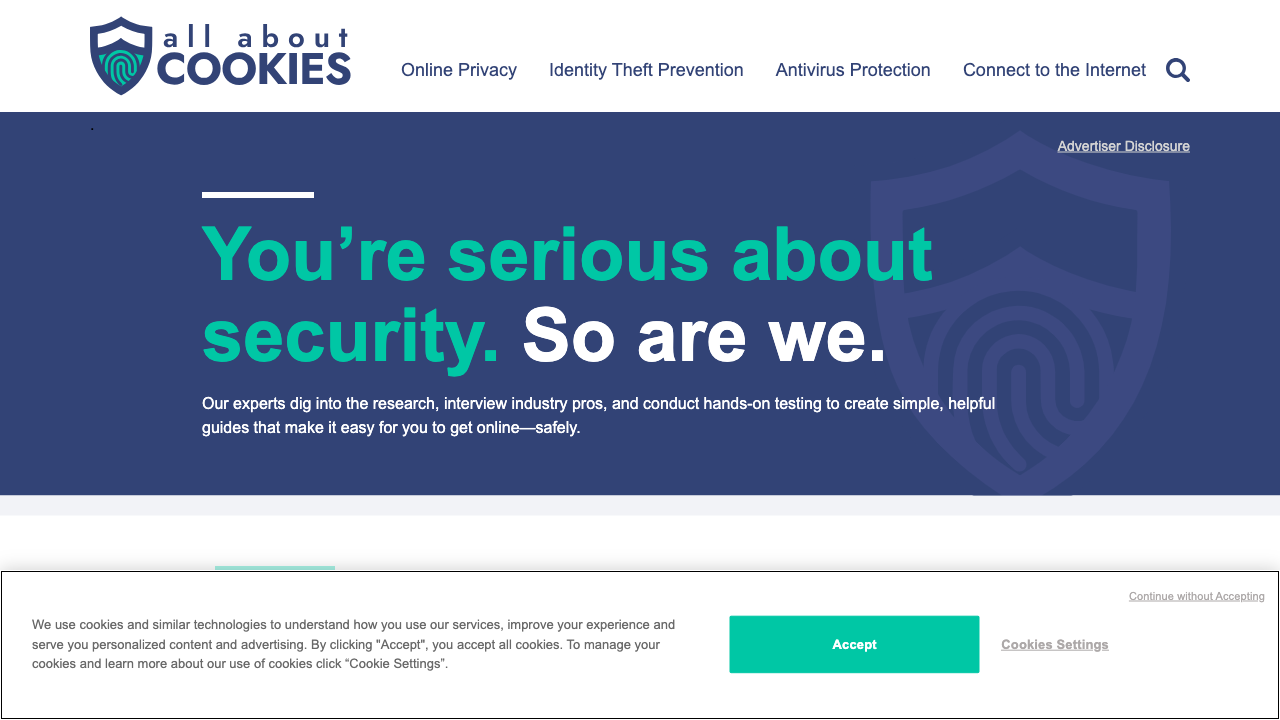 all about
COOKIES
Online Privacy
Identity Theft Prevention
Antivirus Protection
Connect to the Internet
.
Advertiser Disclosure
You’re serious about
security. So are we.
Our experts dig into the research, interview industry pros, and conduct hands-on testing to create simple, helpful
guides that make it easy for you to get online—safely.
Continue without Accepting
We use cookies and similar technologies to understand how you use our services, improve your experience and
serve you personalized content and advertising. By clicking "Accept", you accept all cookies. To manage your
cookies and learn more about our use of cookies click “Cookie Settings”.
Accept
Cookies Settings